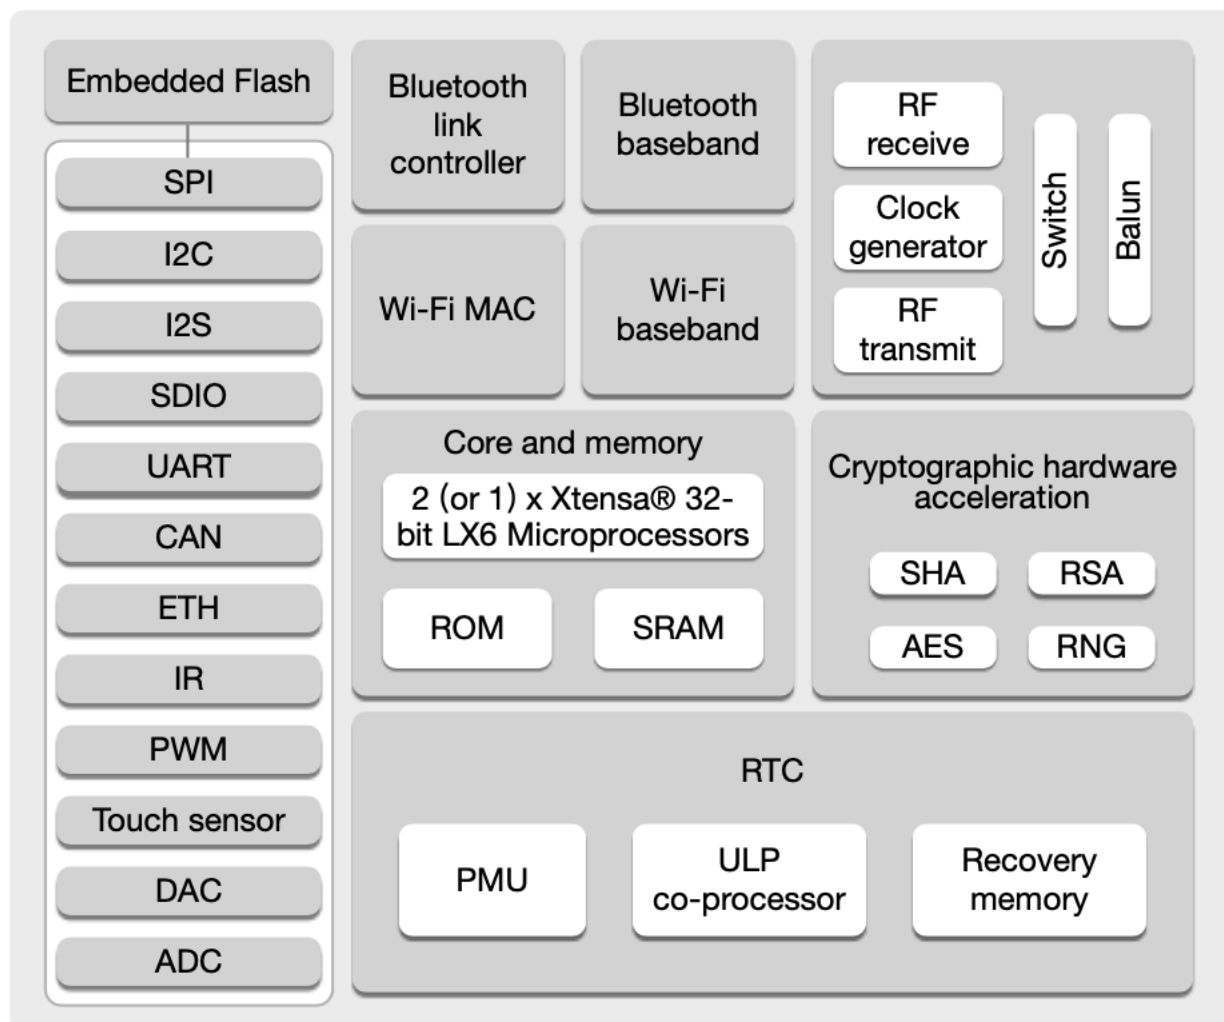 Embedded Flash
SPI
I2C
I2S
SDIO
UART
CAN
ETH
IR
PWM
Touch sensor
DAC
ADC
Bluetooth
link
controller
Bluetooth
baseband
Wi-Fi MAC
Wi-Fi
baseband
RF
receive
Clock
generator
RF
transmit
Switch
Balun
Core and memory
2 (or 1) x Xtensa® 32-
bit LX6 Microprocessors
ROM
SRAM
Cryptographic hardware
acceleration
SHA
RSA
AES
RNG
RTC
PMU
ULP
co-processor
Recovery
memory